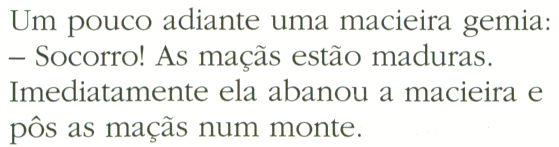 Um pouco adiante uma macieira gemia:
– Socorro! As maçãs estão maduras.
Imediatamente ela abanou a macieira e
pôs as maçãs num monte.